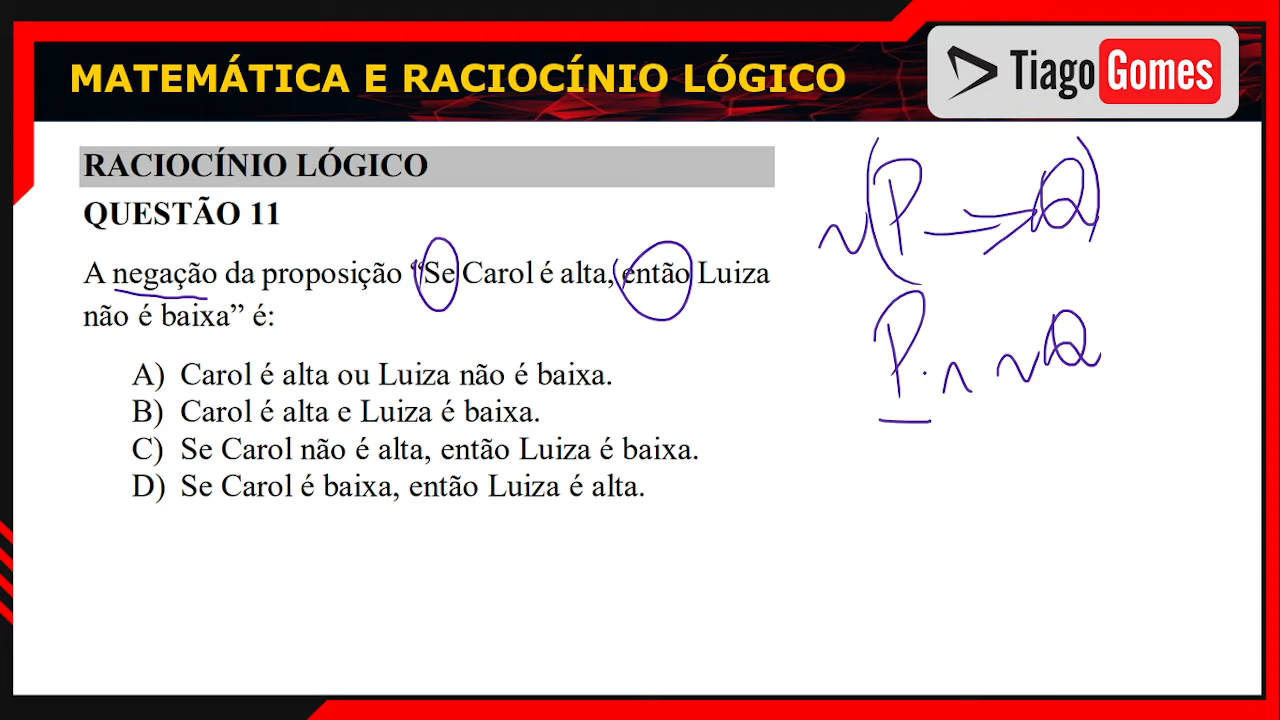 MATEMÁTICA E RACIOCÍNIO LÓGICO
Tiago Gomes
RACIOCÍNIO LÓGICO
QUESTÃO 11
A negação da proposição “Se Carol é alta, então Luiza
não é baixa” é:
A) Carol é alta ou Luiza não é baixa.
B) Carol é alta e Luiza é baixa.
C) Se Carol não é alta, então Luiza é baixa.
D) Se Carol é baixa, então Luiza é alta.
~(P → Q)
P ∧ ~Q